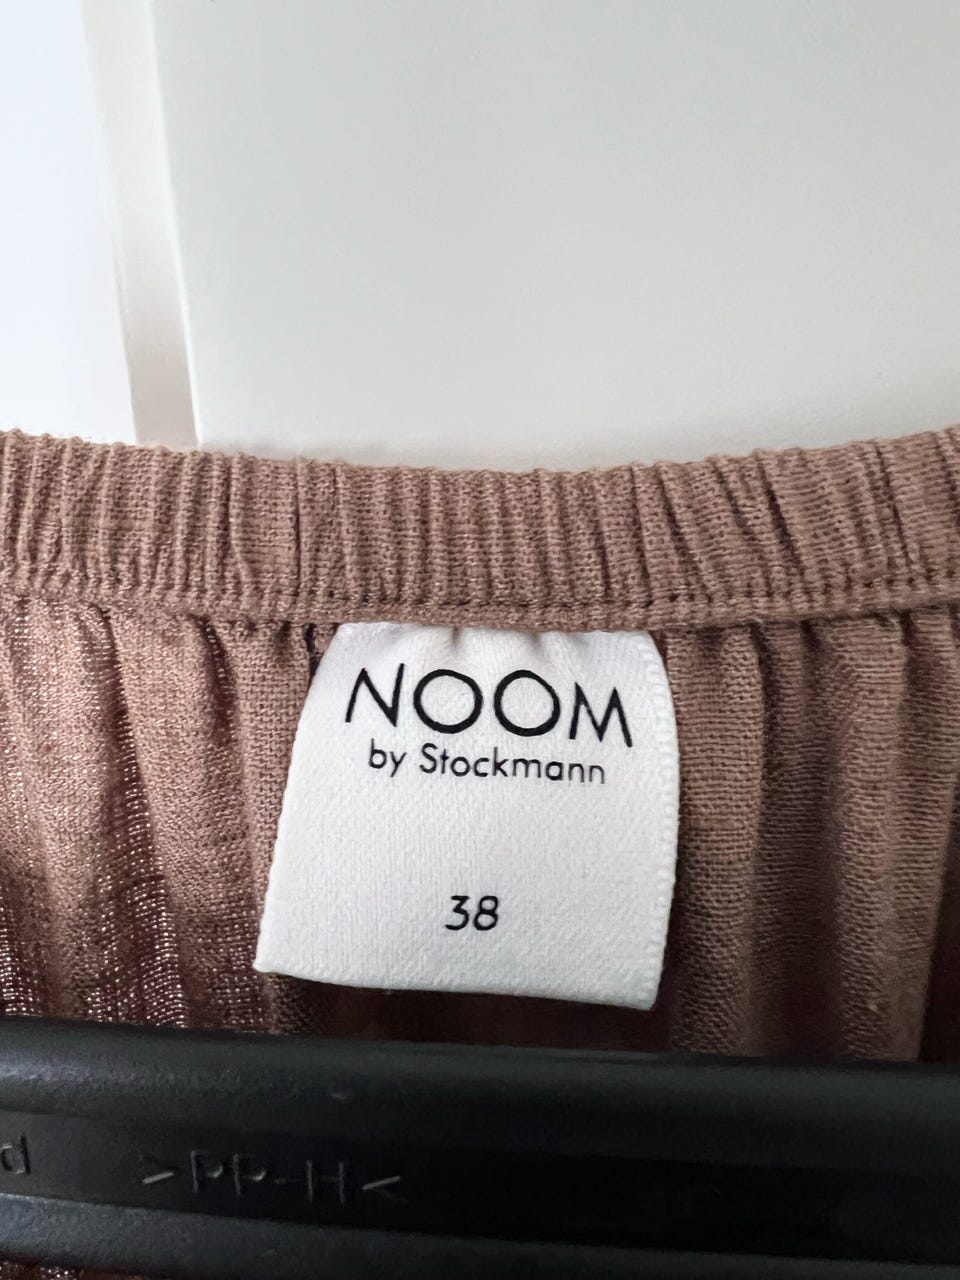 NOOM
by Stockmann
38
d >PP-H<